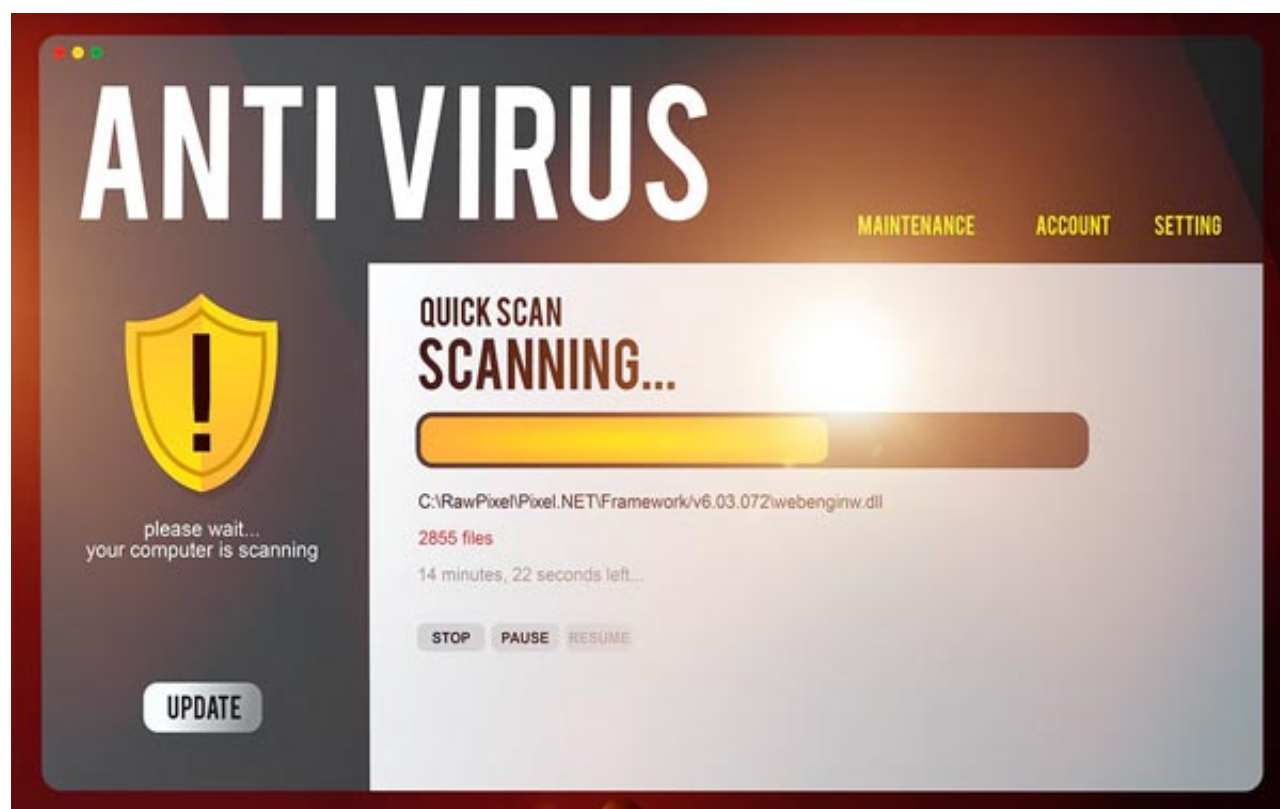 ANTI VIRUS
MAINTENANCE ACCOUNT SETTING
please wait...
your computer is scanning
UPDATE
QUICK SCAN
SCANNING...
C:\RawPixel\Pixel.NET\Framework/v6.03.072\webenginw.dll
2855 files
14 minutes, 22 seconds left...
STOP PAUSE RESUME